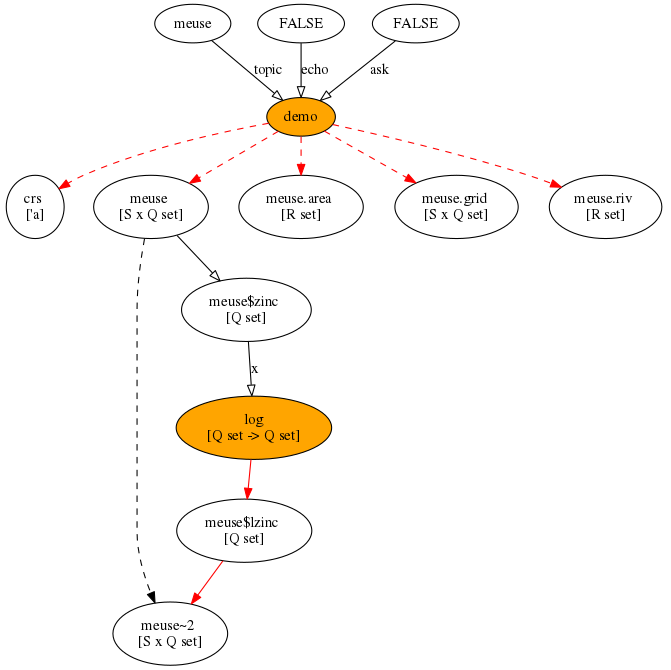 meuse
FALSE
FALSE
topic
echo
ask
demo
crs
['a]
meuse
[S x Q set]
meuse.area
[R set]
meuse.grid
[S x Q set]
meuse.riv
[R set]
meuse$zinc
[Q set]
x
log
[Q set -> Q set]
meuse$lzinc
[Q set]
meuse~2
[S x Q set]